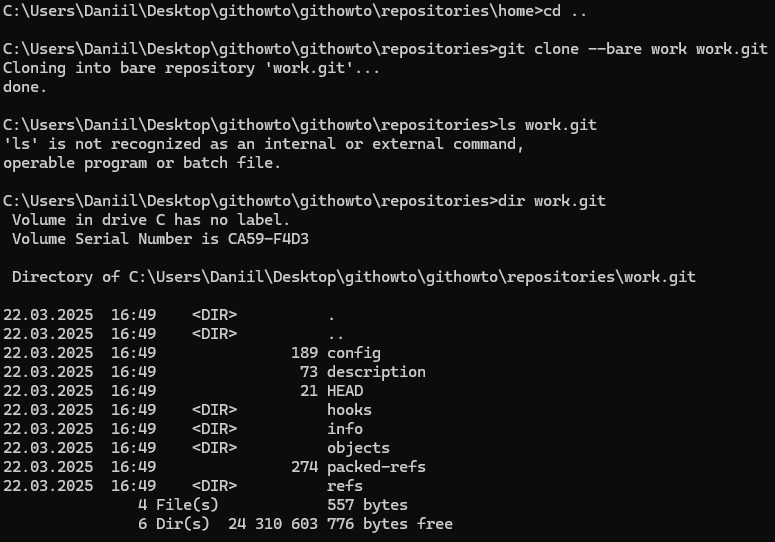 C:\Users\Daniil\Desktop\githowto\githowto\repositories\home>cd ..
C:\Users\Daniil\Desktop\githowto\githowto\repositories>git clone --bare work work.git
Cloning into bare repository 'work.git'...
done.
C:\Users\Daniil\Desktop\githowto\githowto\repositories>ls work.git
'ls' is not recognized as an internal or external command,
operable program or batch file.
C:\Users\Daniil\Desktop\githowto\githowto\repositories>dir work.git
 Volume in drive C has no label.
 Volume Serial Number is CA59-F4D3
 Directory of C:\Users\Daniil\Desktop\githowto\githowto\repositories\work.git
22.03.2025  16:49    <DIR>          .
22.03.2025  16:49    <DIR>          ..
22.03.2025  16:49               189 config
22.03.2025  16:49                73 description
22.03.2025  16:49                21 HEAD
22.03.2025  16:49    <DIR>          hooks
22.03.2025  16:49    <DIR>          info
22.03.2025  16:49    <DIR>          objects
22.03.2025  16:49               274 packed-refs
22.03.2025  16:49    <DIR>          refs
               4 File(s)            557 bytes
               6 Dir(s)  24 310 603 776 bytes free